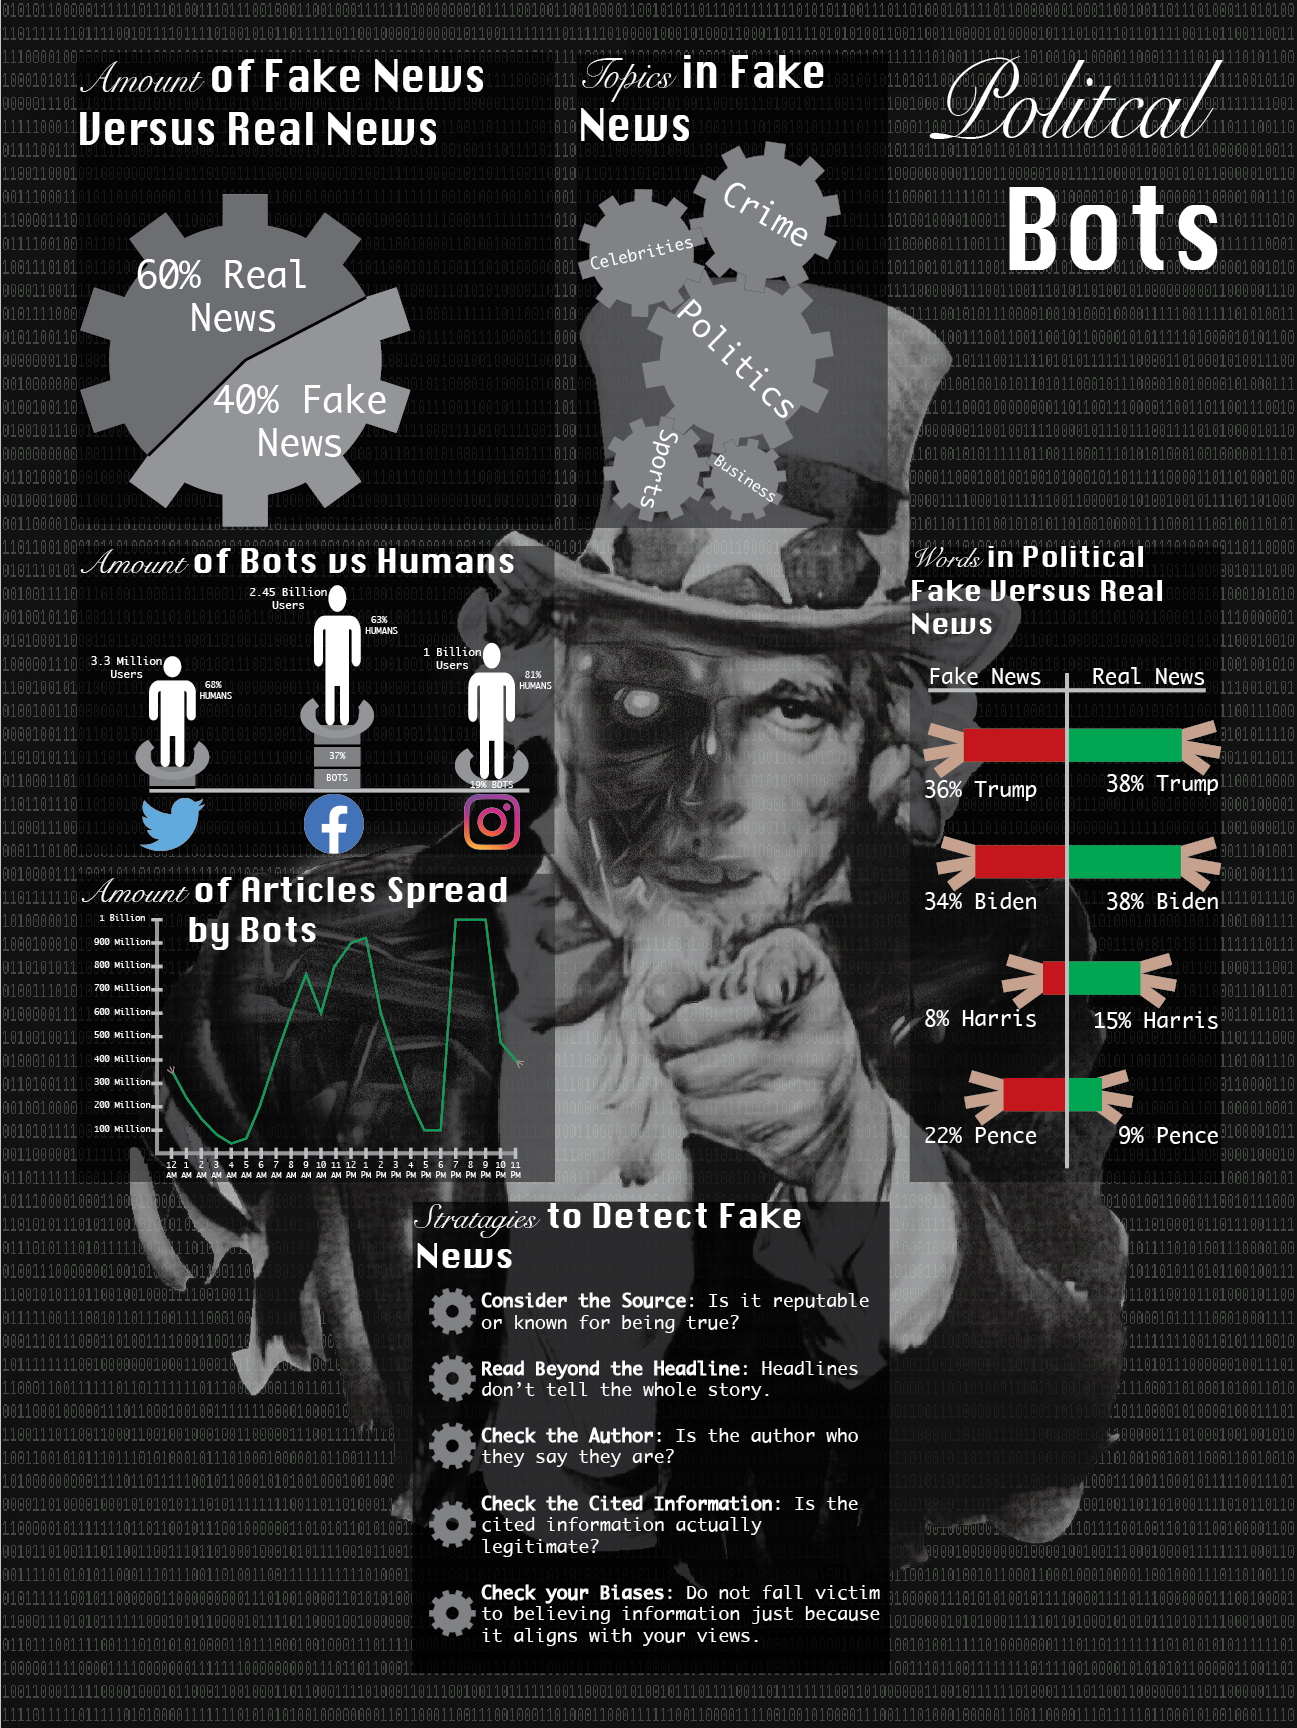 Amount of Fake News
Versus Real News
60% Real
News
40% Fake
News
Topics in Fake
News
Crime
Celebrities
Politics
Sports
Business
Politcal
Bots
Amount of Bots vs Humans
3.3 Million
Users
68%
HUMANS
2.45 Billion
Users
63%
HUMANS
37%
BOTS
1 Billion
Users
81%
HUMANS
19% BOTS
Amount of Articles Spread
by Bots
1 Billion
900 Million
800 Million
700 Million
600 Million
500 Million
400 Million
300 Million
200 Million
100 Million
12 1 2 3 4 5 6 7 8 9 10 11 12 1 2 3 4 5 6 7 8 9 10 11
AM AM AM AM AM AM AM AM AM AM AM AM PM PM PM PM PM PM PM PM PM PM PM PM
Words in Political
Fake Versus Real
News
Fake News Real News
36% Trump 38% Trump
34% Biden 38% Biden
8% Harris 15% Harris
22% Pence 9% Pence
Stratagies to Detect Fake
News
Consider the Source: Is it reputable
or known for being true?
Read Beyond the Headline: Headlines
don't tell the whole story.
Check the Author: Is the author who
they say they are?
Check the Cited Information: Is the
cited information actually
legitimate?
Check your Biases: Do not fall victim
to believing information just because
it aligns with your views.